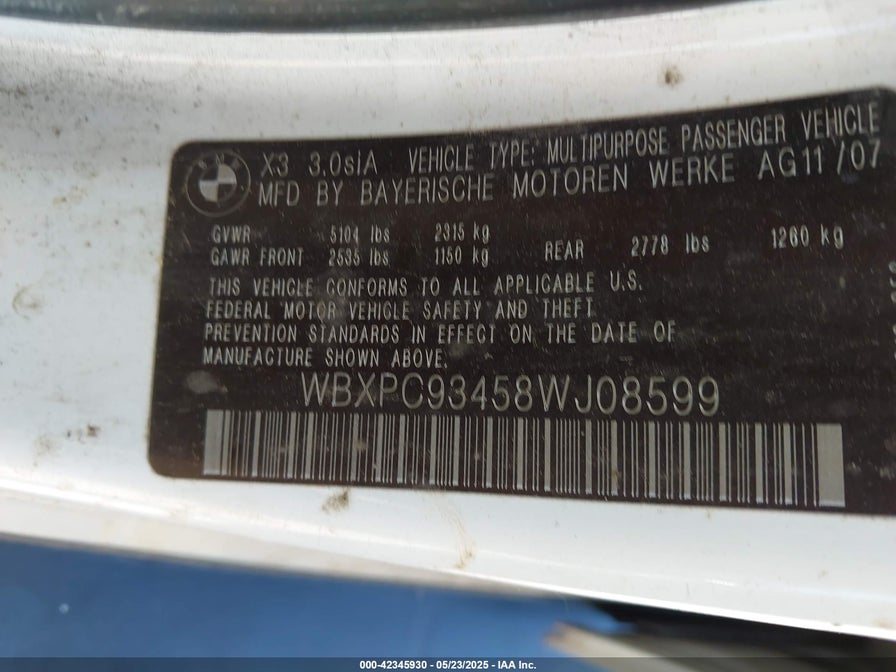 BMW
X3 3.0siA VEHICLE TYPE: MULTIPURPOSE PASSENGER VEHICLE
MFD BY BAYERISCHE MOTOREN WERKE AG 11/07
GVWR 5104 lbs 2315 kg
GAWR FRONT 2535 lbs 1150 kg REAR 2778 lbs 1260 kg
THIS VEHICLE CONFORMS TO ALL APPLICABLE U.S.
FEDERAL MOTOR VEHICLE SAFETY AND THEFT
PREVENTION STANDARDS IN EFFECT ON THE DATE OF
MANUFACTURE SHOWN ABOVE.
WBXPC93458WJ08599
000-42345930 - 05/23/2025 - IAA Inc.